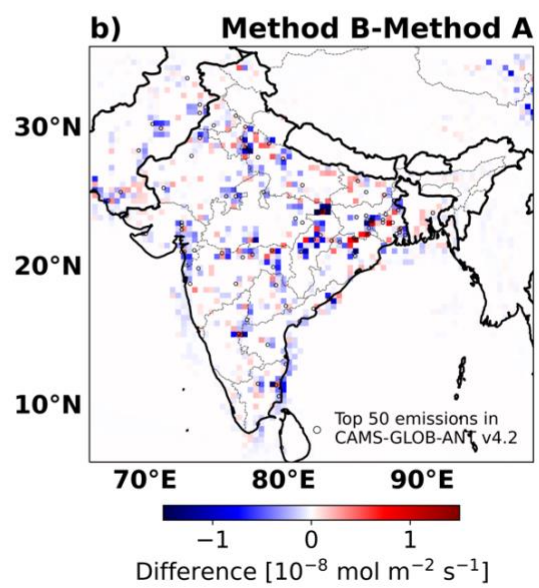 b) Method B-Method A
30°N
20°N
10°N
Top 50 emissions in
CAMS-GLOB-ANT v4.2
70°E 80°E 90°E
−1 0 1
Difference [10⁻⁸ mol m⁻² s⁻¹]